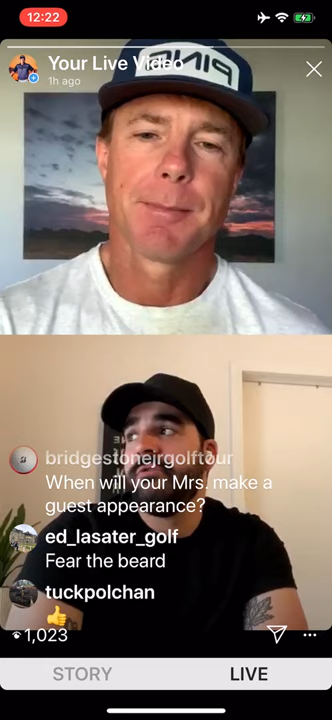 12:22
Your Live Video
1h ago
PING
bridgestonejrgolftour
When will your Mrs. make a
guest appearance?
ed_lasater_golf
Fear the beard
tuckpolchan
👍
1,023
STORY
LIVE